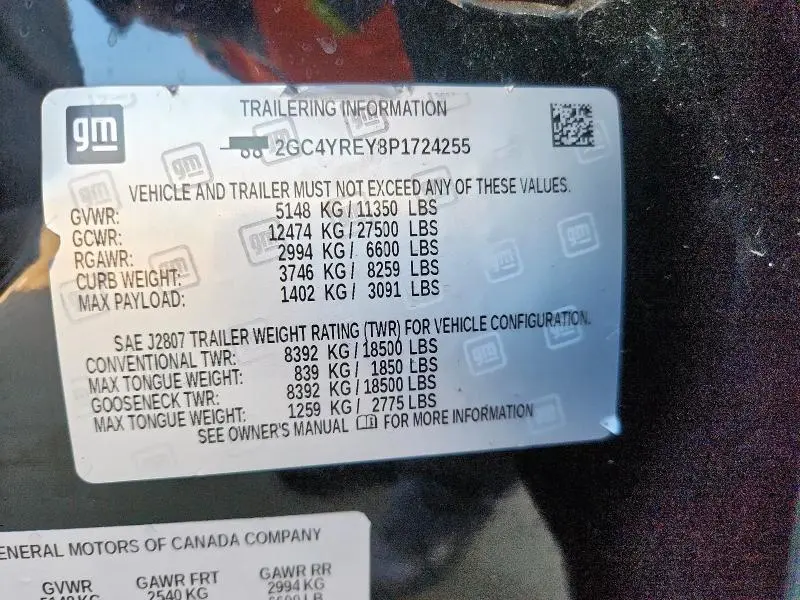 gm
TRAILERING INFORMATION
2GC4YREY8P1724255
VEHICLE AND TRAILER MUST NOT EXCEED ANY OF THESE VALUES.
GVWR: 5148 KG / 11350 LBS
GCWR: 12474 KG / 27500 LBS
RGAWR: 2994 KG / 6600 LBS
CURB WEIGHT: 3746 KG / 8259 LBS
MAX PAYLOAD: 1402 KG / 3091 LBS
SAE J2807 TRAILER WEIGHT RATING (TWR) FOR VEHICLE CONFIGURATION.
CONVENTIONAL TWR: 8392 KG / 18500 LBS
MAX TONGUE WEIGHT: 839 KG / 1850 LBS
GOOSENECK TWR: 8392 KG / 18500 LBS
MAX TONGUE WEIGHT: 1259 KG / 2775 LBS
SEE OWNER'S MANUAL FOR MORE INFORMATION
ENERAL MOTORS OF CANADA COMPANY
GVWR GAWR FRT GAWR RR
2540 KG 2994 KG